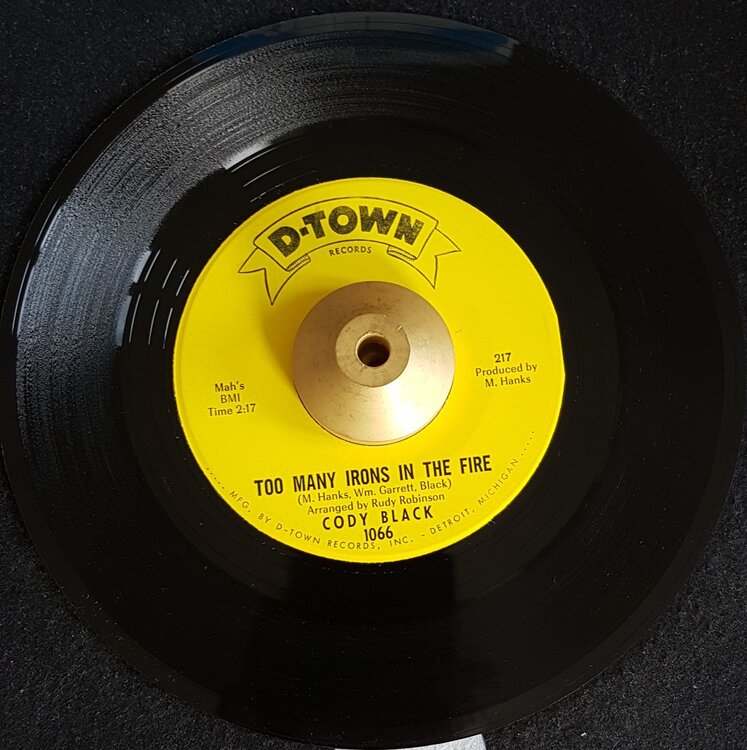 D-TOWN
RECORDS
Mah's
BMI
Time 2:17
217
Produced by
M. Hanks
TOO MANY IRONS IN THE FIRE
(M. Hanks, Wm. Garrett, Black)
Arranged by Rudy Robinson
CODY BLACK
1066
..... MFG. BY D-TOWN RECORDS, INC. - DETROIT, MICHIGAN .....